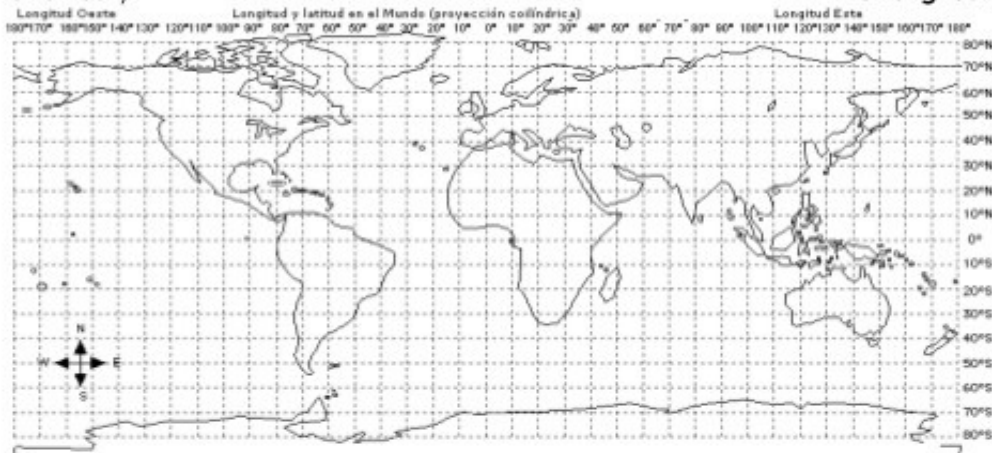 Longitud Oeste Longitud y latitud en el Mundo (proyección coilíndrica) Longitud Este
180°170° 160°150°140°130° 120°110°100° 90° 80° 70° 60° 50° 40° 30° 20° 10° 0° 10° 20° 30° 40° 50° 60° 70° 80° 90° 100°110°120°130° 140°150° 160°170° 180°
80°N
70°N
60°N
50°N
40°N
30°N
20°N
10°N
0°
10°S
20°S
30°S
40°S
50°S
60°S
70°S
80°S
N
W E
S